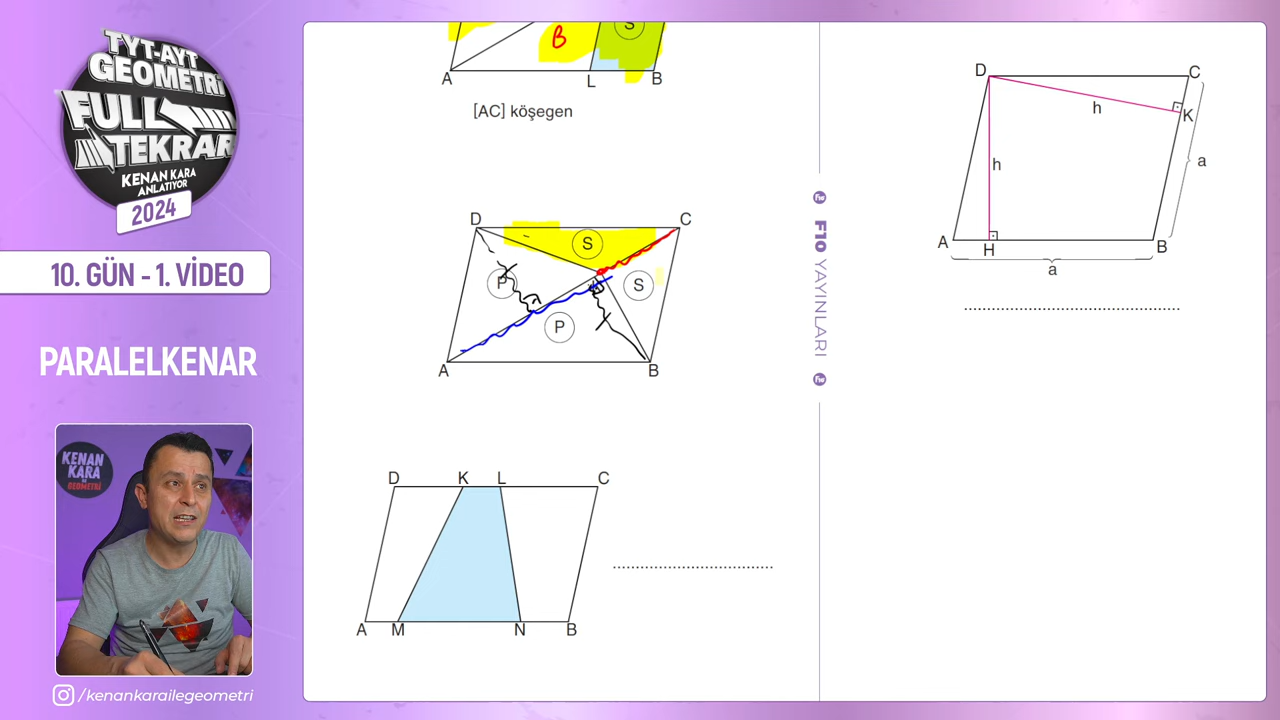 TYT-AYT
GEOMETRİ
FULL
TEKRAR
KENAN KARA
ANLATIYOR
2024
10. GÜN - 1. VİDEO
PARALELKENAR
KENAN
KARA
ile
GEOMETRİ
/kenankarailegeometri
B
S
A
L
B
[AC] köşegen
D
C
S
P
S
P
A
B
D
K
L
C
A
M
N
B
F10 YAYINLARI
D
C
h
K
h
a
A
H
B
a